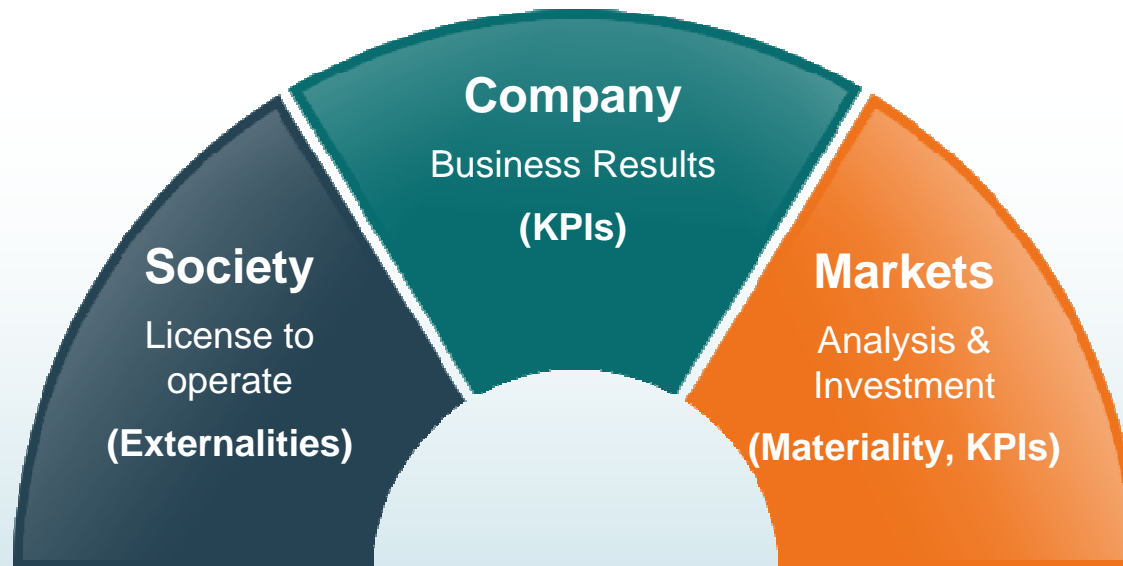 Society
License to
operate
(Externalities)
Company
Business Results
(KPIs)
Markets
Analysis &
Investment
(Materiality, KPIs)